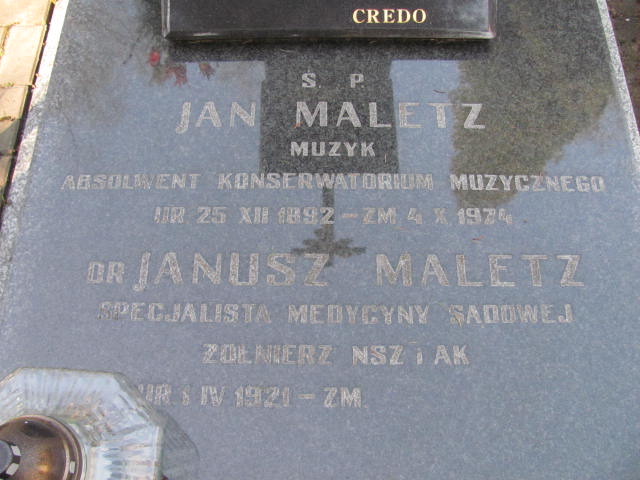 CREDO
Ś. P
JAN MALETZ
MUZYK
ABSOLWENT KONSERWATORIUM MUZYCZNEGO
UR 25 XII 1892 - ZM 4 X 1974
DR JANUSZ MALETZ
SPECJALISTA MEDYCYNY SĄDOWEJ
ŻOŁNIERZ NSZ I AK
UR 1 IV 1921 - ZM.